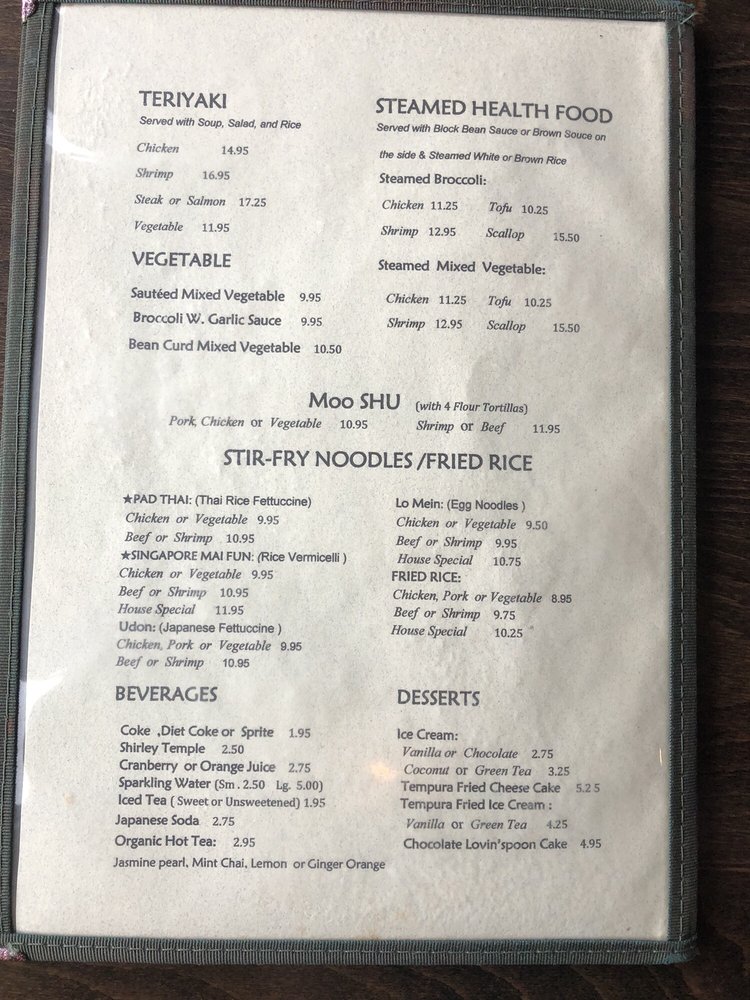 TERIYAKI
Served with Soup, Salad, and Rice
Chicken 14.95
Shrimp 16.95
Steak or Salmon 17.25
Vegetable 11.95
VEGETABLE
Sautéed Mixed Vegetable 9.95
Broccoli W. Garlic Sauce 9.95
Bean Curd Mixed Vegetable 10.50
STEAMED HEALTH FOOD
Served with Block Bean Sauce or Brown Souce on
the side & Steamed White or Brown Rice
Steamed Broccoli:
Chicken 11.25 Tofu 10.25
Shrimp 12.95 Scallop 15.50
Steamed Mixed Vegetable:
Chicken 11.25 Tofu 10.25
Shrimp 12.95 Scallop 15.50
Moo SHU (with 4 Flour Tortillas)
Pork, Chicken or Vegetable 10.95 Shrimp or Beef 11.95
STIR-FRY NOODLES /FRIED RICE
★PAD THAI: (Thai Rice Fettuccine)
Chicken or Vegetable 9.95
Beef or Shrimp 10.95
★SINGAPORE MAI FUN: (Rice Vermicelli )
Chicken or Vegetable 9.95
Beef or Shrimp 10.95
House Special 11.95
Udon: (Japanese Fettuccine )
Chicken, Pork or Vegetable 9.95
Beef or Shrimp 10.95
Lo Mein: (Egg Noodles )
Chicken or Vegetable 9.50
Beef or Shrimp 9.95
House Special 10.75
FRIED RICE:
Chicken, Pork or Vegetable 8.95
Beef or Shrimp 9.75
House Special 10.25
BEVERAGES
Coke ,Diet Coke or Sprite 1.95
Shirley Temple 2.50
Cranberry or Orange Juice 2.75
Sparkling Water (Sm . 2.50 Lg. 5.00)
Iced Tea ( Sweet or Unsweetened) 1.95
Japanese Soda 2.75
Organic Hot Tea: 2.95
Jasmine pearl, Mint Chai, Lemon or Ginger Orange
DESSERTS
Ice Cream:
Vanilla or Chocolate 2.75
Coconut or Green Tea 3.25
Tempura Fried Cheese Cake 5.25
Tempura Fried Ice Cream :
Vanilla or Green Tea 4.25
Chocolate Lovin'spoon Cake 4.95